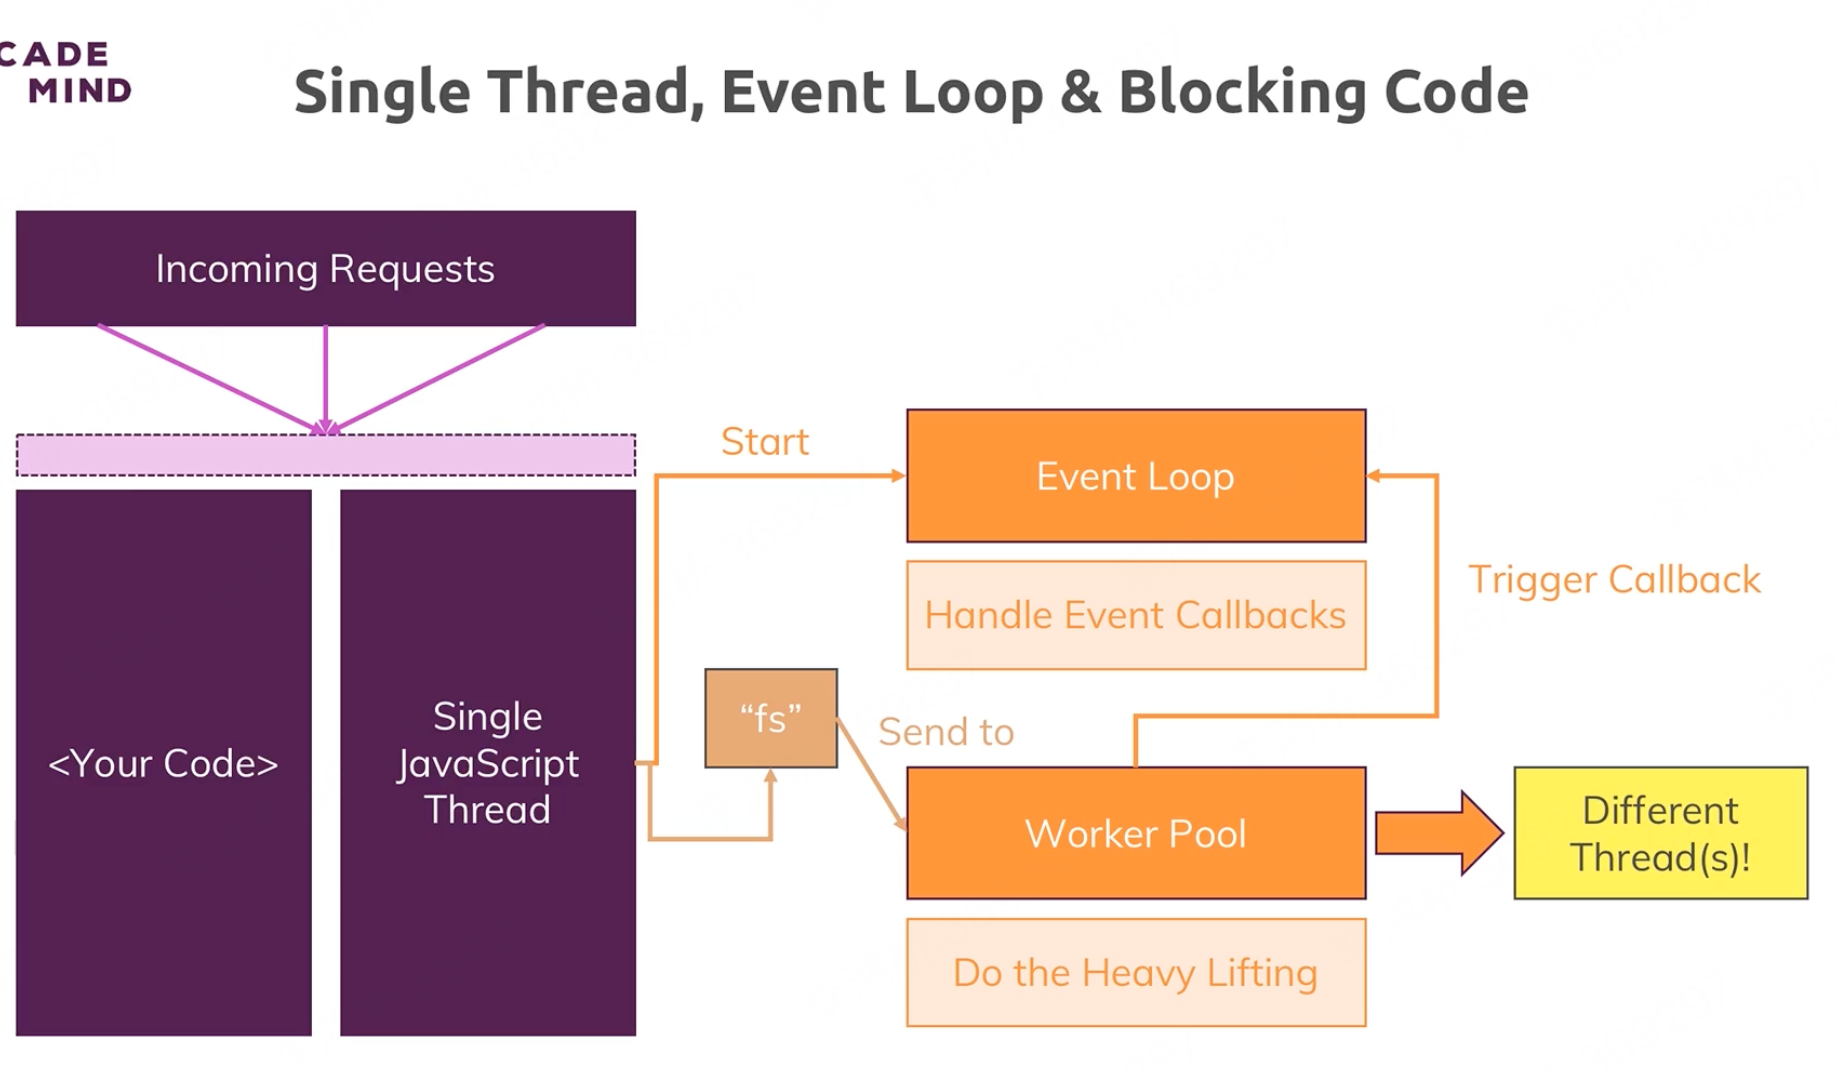 CADE
MIND
Single Thread, Event Loop & Blocking Code
Incoming Requests
<Your Code>
Single
JavaScript
Thread
Start
Event Loop
Handle Event Callbacks
Trigger Callback
“fs”
Send to
Worker Pool
Different
Thread(s)!
Do the Heavy Lifting